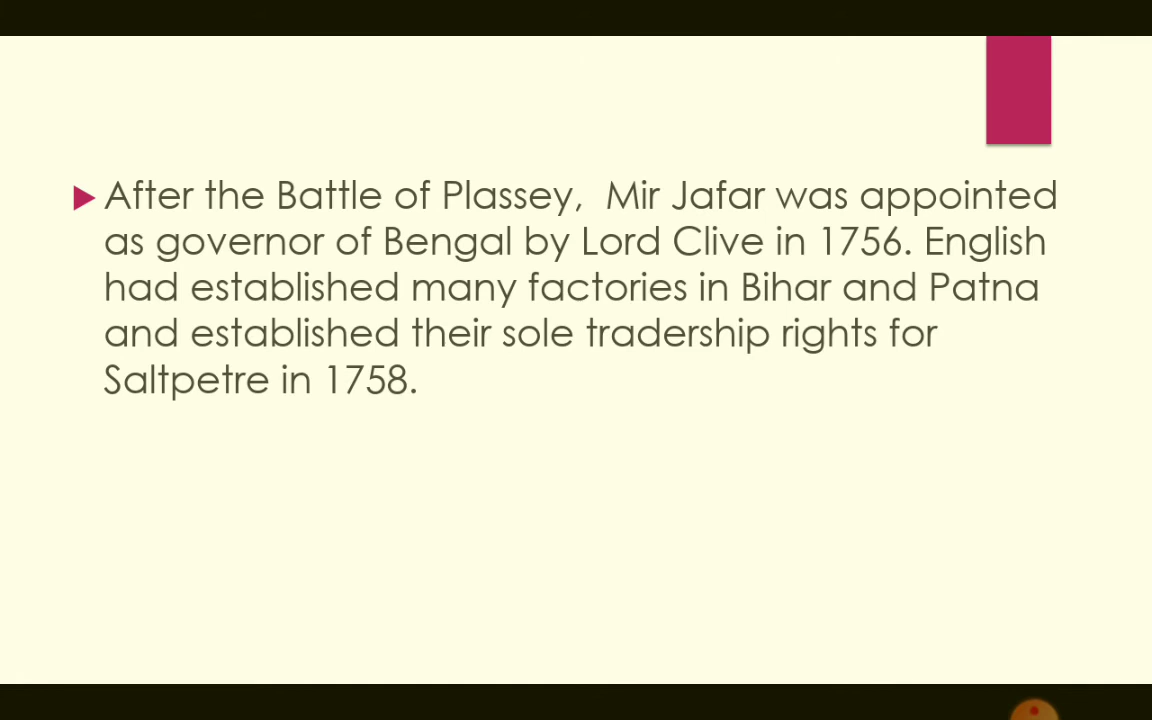 After the Battle of Plassey, Mir Jafar was appointed
as governor of Bengal by Lord Clive in 1756. English
had established many factories in Bihar and Patna
and established their sole tradership rights for
Saltpetre in 1758.